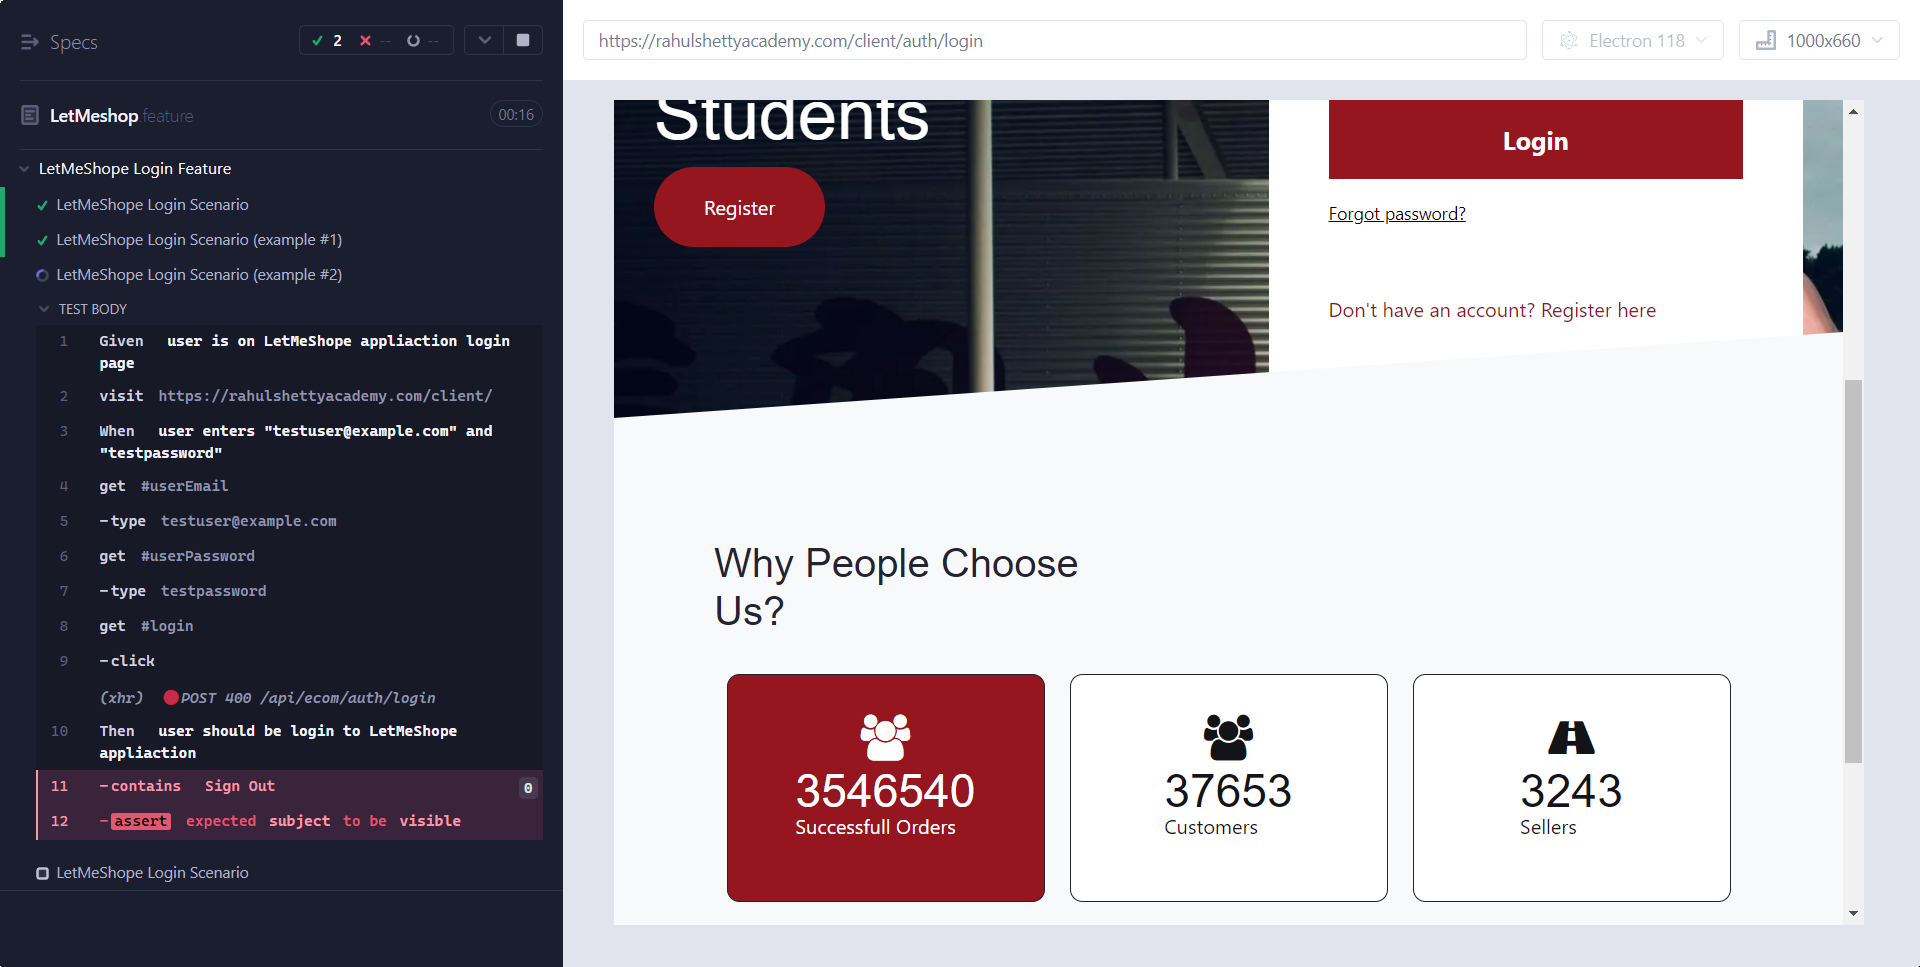 Specs
2 -- --
LetMeshop.feature
00:16
LetMeShope Login Feature
LetMeShope Login Scenario
LetMeShope Login Scenario (example #1)
LetMeShope Login Scenario (example #2)
TEST BODY
1 Given user is on LetMeShope appliaction login
page
2 visit https://rahulshettyacademy.com/client/
3 When user enters "testuser@example.com" and
"testpassword"
4 get #userEmail
5 -type testuser@example.com
6 get #userPassword
7 -type testpassword
8 get #login
9 -click
(xhr) POST 400 /api/ecom/auth/login
10 Then user should be login to LetMeShope
appliaction
11 -contains Sign Out 0
12 -assert expected subject to be visible
LetMeShope Login Scenario
https://rahulshettyacademy.com/client/auth/login
Electron 118
1000x660
Students
Register
Login
Forgot password?
Don't have an account? Register here
Why People Choose
Us?
3546540
Successfull Orders
37653
Customers
3243
Sellers